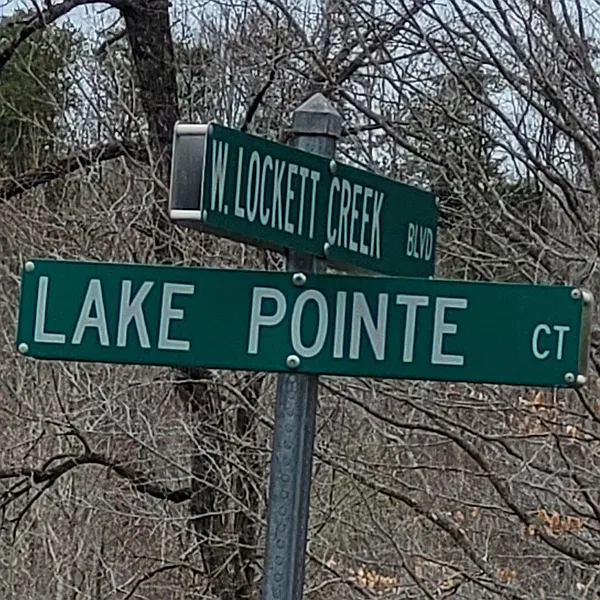 W. LOCKETT CREEK BLVD
LAKE POINTE CT